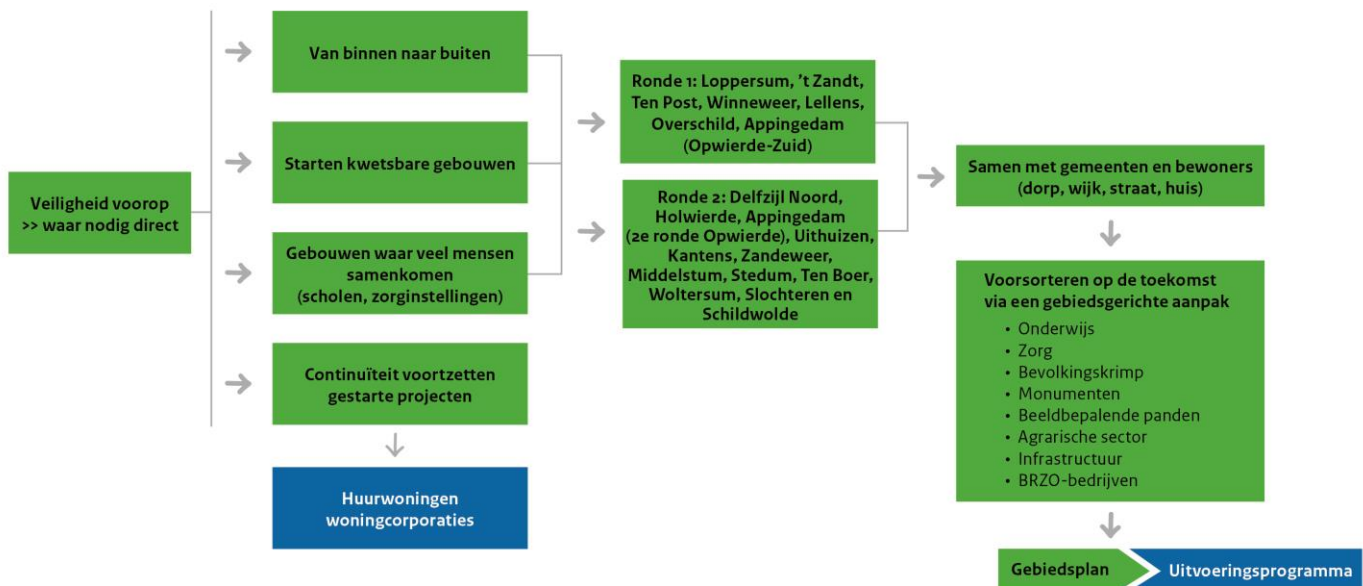 Veiligheid voorop
>> waar nodig direct
Van binnen naar buiten
Starten kwetsbare gebouwen
Gebouwen waar veel mensen
samenkomen
(scholen, zorginstellingen)
Continuïteit voortzetten
gestarte projecten
Huurwoningen
woningcorporaties
Ronde 1: Loppersum, 't Zandt,
Ten Post, Winneweer, Lellens,
Overschild, Appingedam
(Opwierde-Zuid)
Ronde 2: Delfzijl Noord,
Holwierde, Appingedam
(2e ronde Opwierde), Uithuizen,
Kantens, Zandeweer,
Middelstum, Stedum, Ten Boer,
Woltersum, Slochteren en
Schildwolde
Samen met gemeenten en bewoners
(dorp, wijk, straat, huis)
Voorsorteren op de toekomst
via een gebiedsgerichte aanpak
• Onderwijs
• Zorg
• Bevolkingskrimp
• Monumenten
• Beeldbepalende panden
• Agrarische sector
• Infrastructuur
• BRZO-bedrijven
Gebiedsplan
Uitvoeringsprogramma